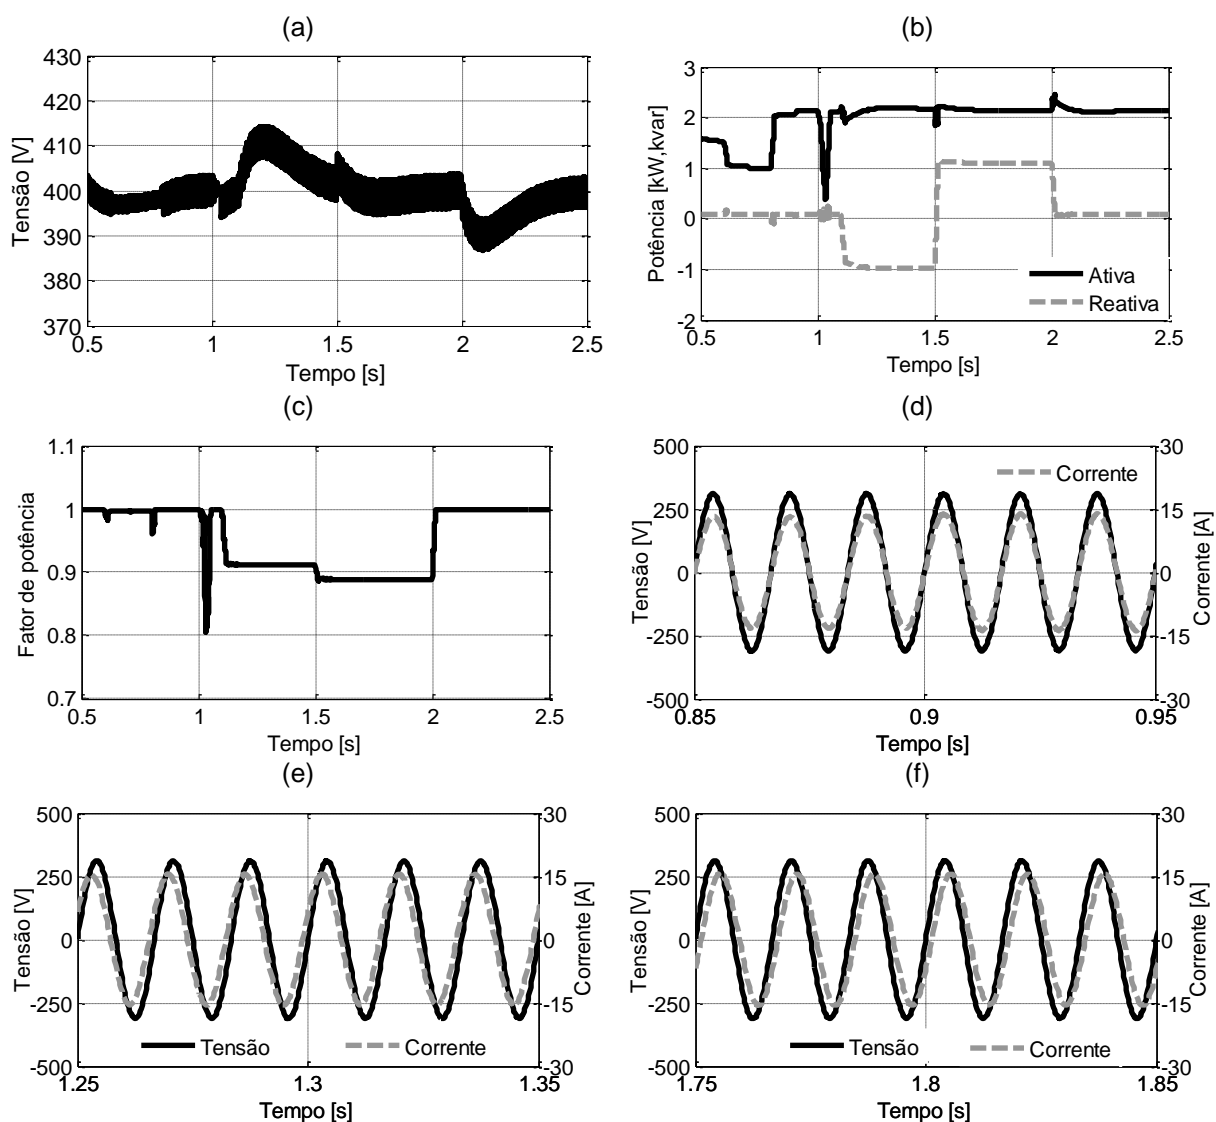 (a)
Tensão [V]
430
420
410
400
390
380
370
0.5
1
1.5
2
2.5
Tempo [s]
(b)
Potência [kW,kvar]
3
2
1
0
-1
-2
Ativa
Reativa
0.5
1
1.5
2
2.5
Tempo [s]
(c)
Fator de potência
1.1
1
0.9
0.8
0.7
0.5
1
1.5
2
2.5
Tempo [s]
(d)
Tensão [V]
500
250
0
-250
-500
Corrente
30
15
0
-15
-30
Corrente [A]
0.85
0.9
0.95
Tempo [s]
(e)
Tensão [V]
500
250
0
-250
-500
Tensão
Corrente
30
15
0
-15
-30
Corrente [A]
1.25
1.3
1.35
Tempo [s]
(f)
Tensão [V]
500
250
0
-250
-500
Tensão
Corrente
30
15
0
-15
-30
Corrente [A]
1.75
1.8
1.85
Tempo [s]